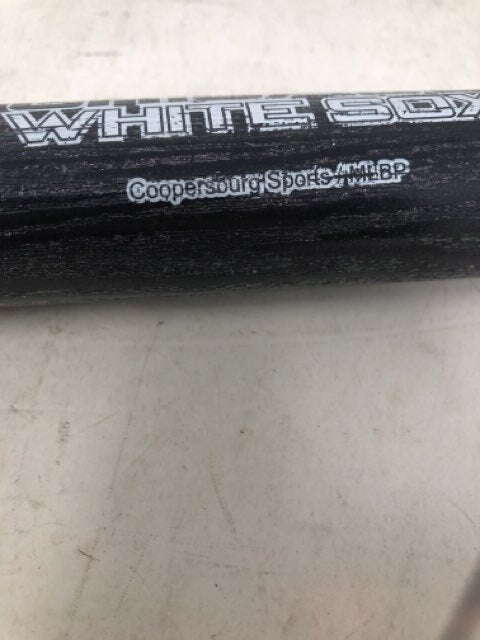 WHITE SOX
Coopersburg Sports / MLBP